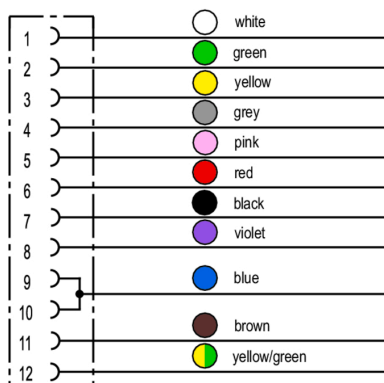 1 white
2 green
3 yellow
4 grey
5 pink
6 red
7 black
8 violet
9
10 blue
11 brown
12 yellow/green